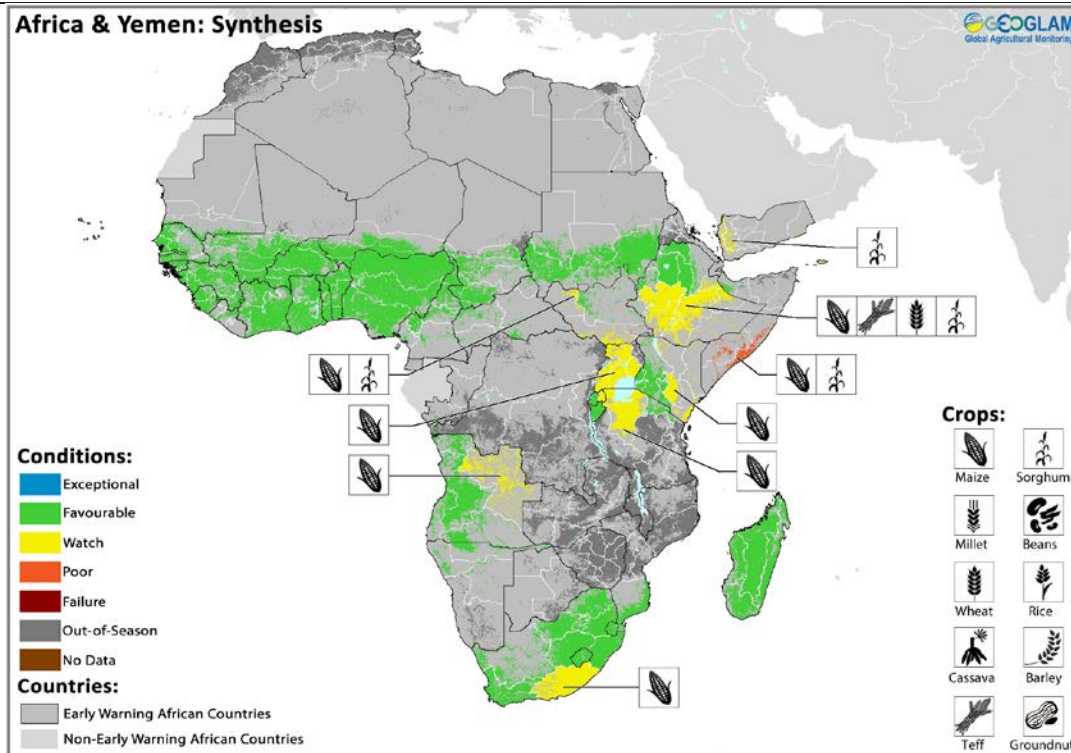 Africa & Yemen: Synthesis
GEOGLAM
Global Agricultural Monitoring
Conditions:
Exceptional
Favourable
Watch
Poor
Failure
Out-of-Season
No Data
Countries:
Early Warning African Countries
Non-Early Warning African Countries
Crops:
Maize
Sorghum
Millet
Beans
Wheat
Rice
Cassava
Barley
Teff
Groundnut